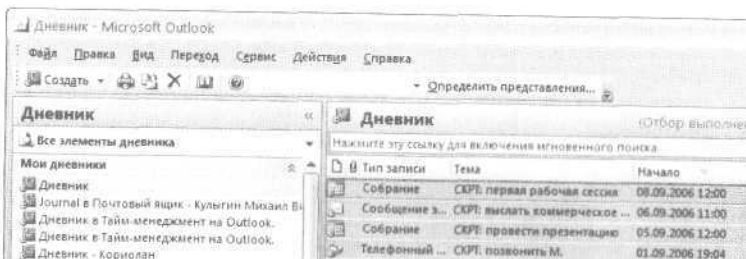 Дневник - Microsoft Outlook
Файл Правка Вид Переход Сервис Действия Справка
Создать Определить представления...
Дневник «
Все элементы дневника
Мои дневники
Дневник
Journal в Почтовый ящик - Кулыгин Михаил В
Дневник в Тайм-менеджмент на Outlook.
Дневник в Тайм-менеджмент на Outlook.
Дневник - Кориолан
Дневник (Отбор выполнен
Нажмите эту ссылку для включения мгновенного поиска.
Тип записи Тема Начало
Собрание СКРТ: первая рабочая сессия 08.09.2006 12:00
Сообщение э... СКРТ: выслать коммерческое ... 06.09.2006 11:00
Собрание СКРТ: провести презентацию 05.09.2006 12:00
Телефонный ... СКРТ: позвонить М. 01.09.2006 19:04